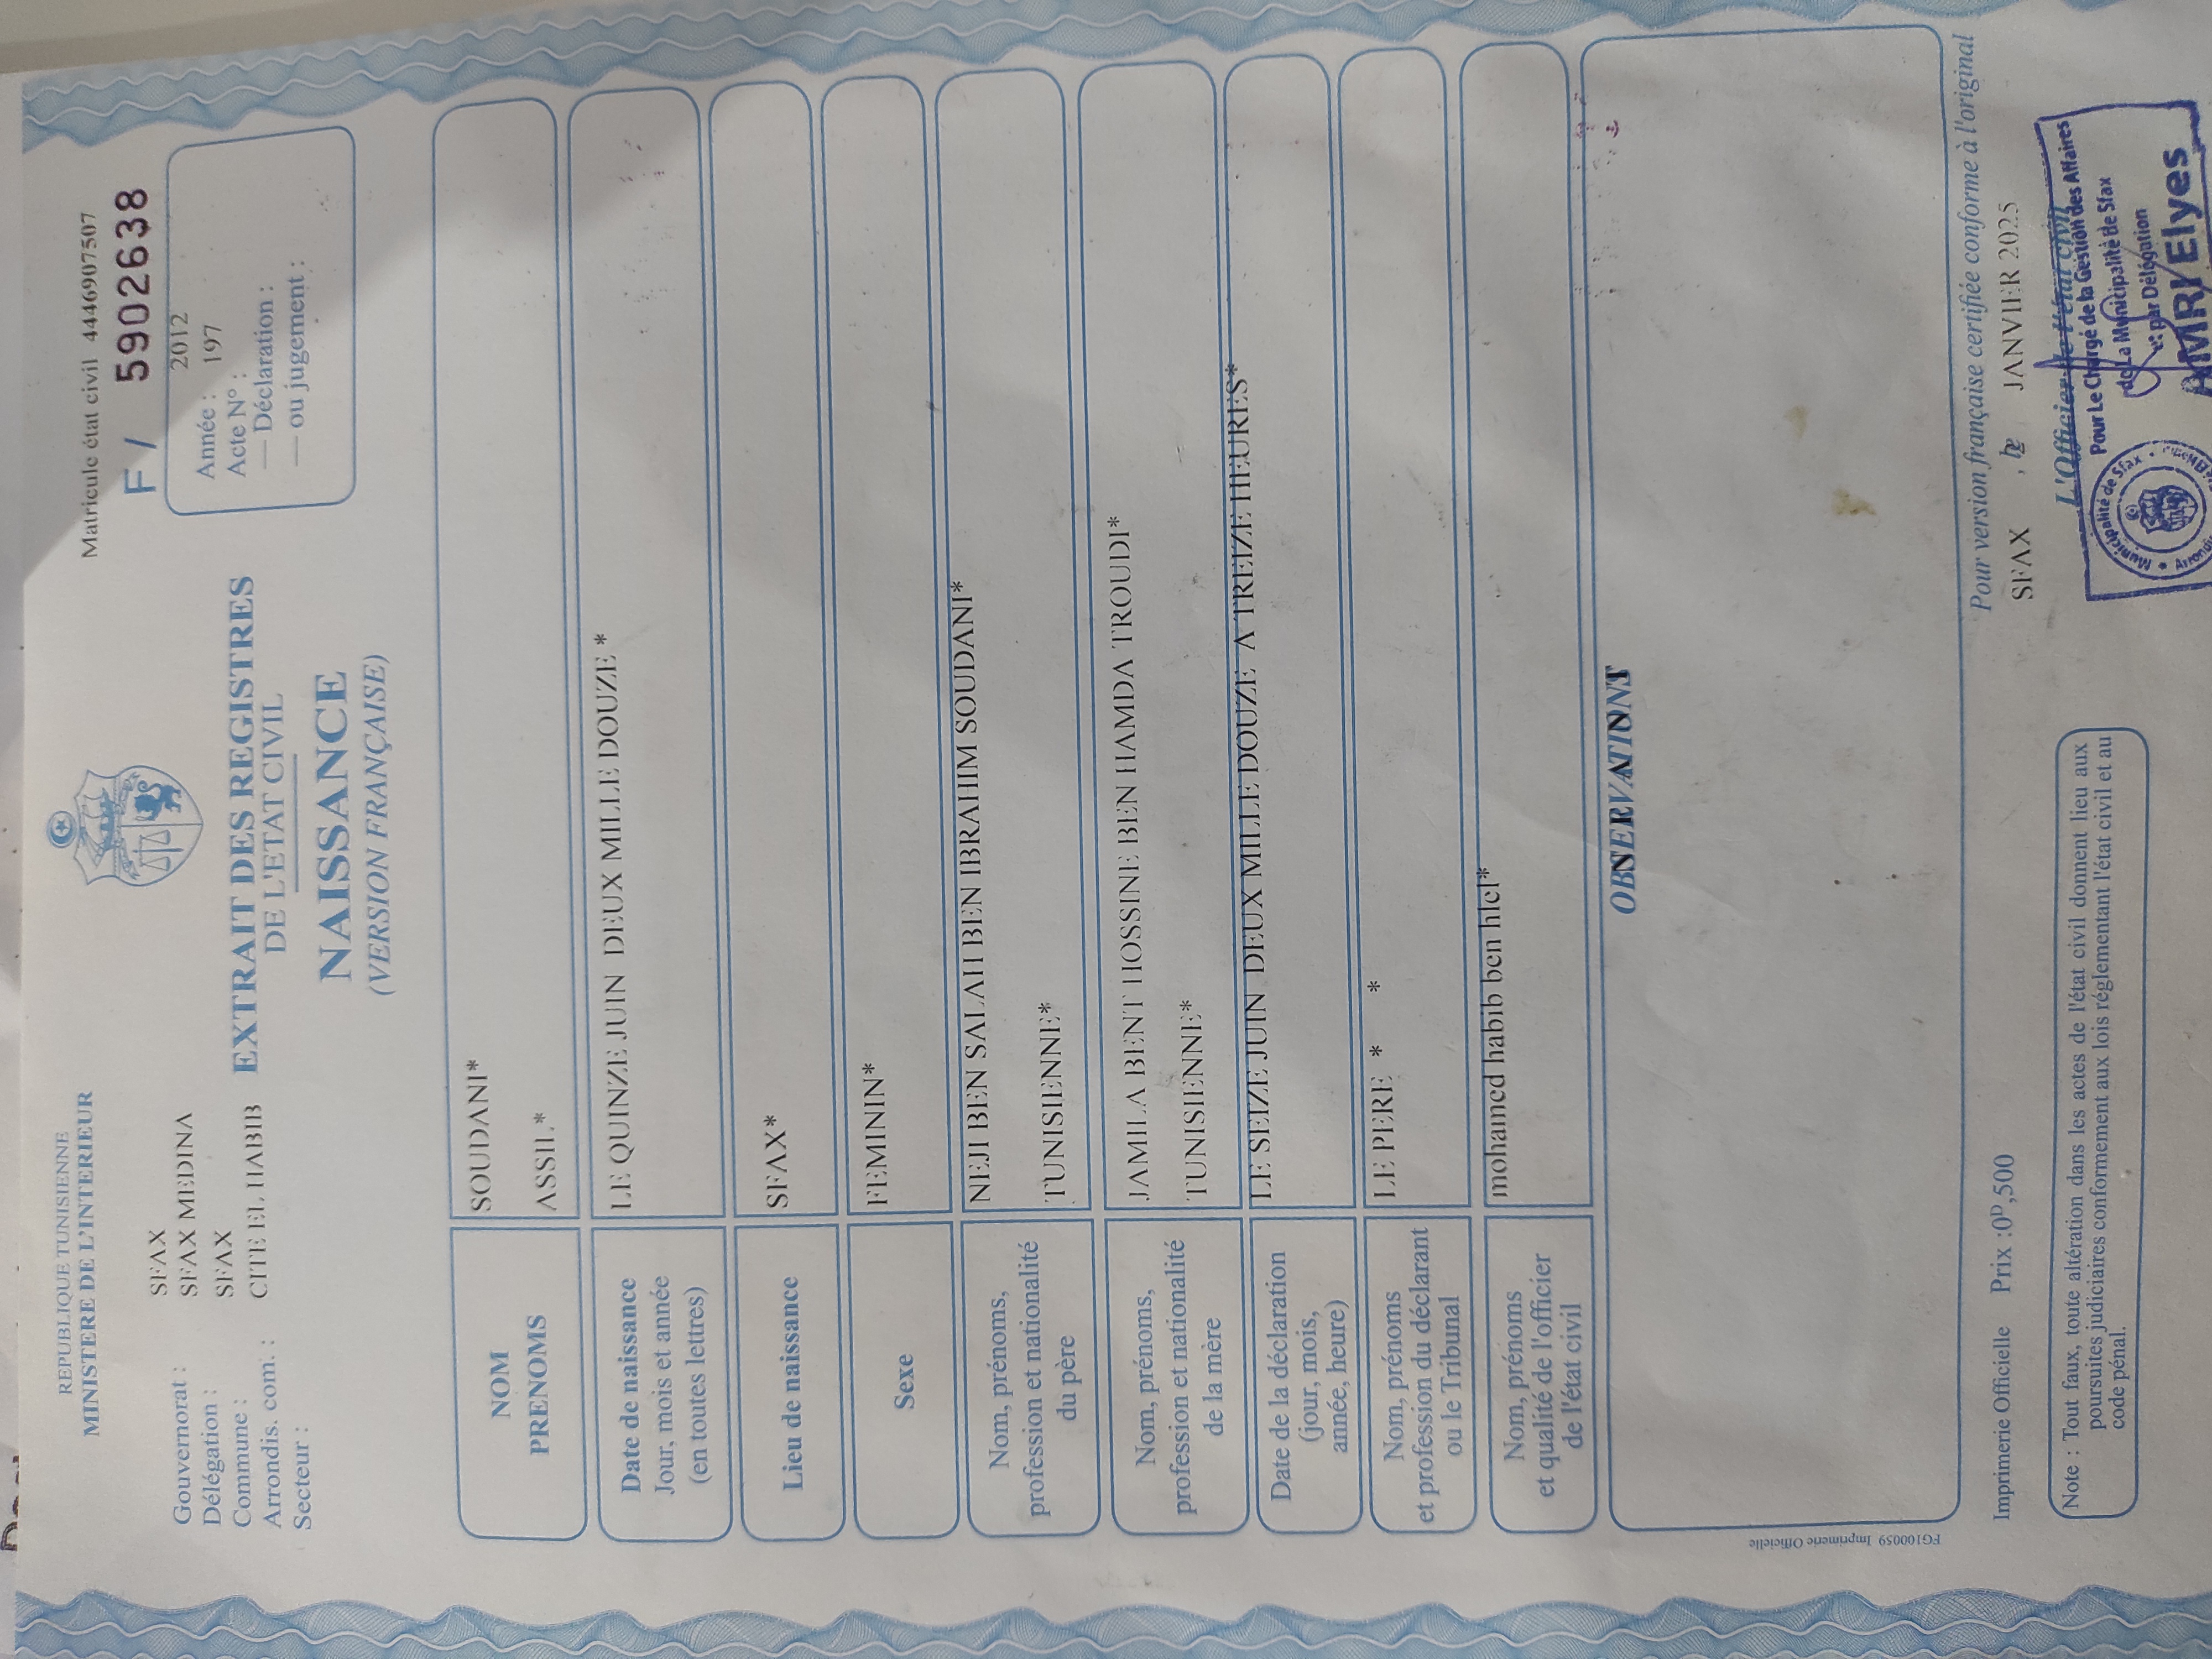 REPUBLIQUE TUNISIENNE
MINISTERE DE L'INTERIEUR
Matricule état civil 4446907507
F / 5902638
Gouvernorat : SFAX
Délégation : SFAX MEDINA
Commune : SFAX
Arrondis. com. : CITE EL HABIB
Secteur :
EXTRAIT DES REGISTRES
DE L'ETAT CIVIL
NAISSANCE
(VERSION FRANÇAISE)
Année : 2012
Acte N° : 197
— Déclaration :
— ou jugement :
NOM SOUDANI*
PRENOMS ASSIL*
Date de naissance
Jour, mois et année
(en toutes lettres)
LE QUINZE JUIN DEUX MILLE DOUZE *
Lieu de naissance SFAX*
Sexe FEMININ*
Nom, prénoms,
profession et nationalité
du père
NEJI BEN SALAH BEN IBRAHIM SOUDANI*
TUNISIENNE*
Nom, prénoms,
profession et nationalité
de la mère
JAMILA BENT HOSSINE BEN HAMDA TROUDI*
TUNISIENNE*
Date de la déclaration
(jour, mois,
année, heure)
LE SEIZE JUIN DEUX MILLE DOUZE A TREIZE HEURES*
Nom, prénoms
et profession du déclarant
ou le Tribunal
LE PERE * *
Nom, prénoms
et qualité de l'officier
de l'état civil
mohamed habib ben hlel*
OBSERVATIONS
FG100059 Imprimerie Officielle
Imprimerie Officielle Prix :0ᴰ,500
Pour version française certifiée conforme à l'original
SFAX , le JANVIER 2025
L'Officier de l'état civil
Pour Le Chargé de la Gestion des Affaires
de La Municipalité de Sfax
par Délégation
AMRI Elyes
Municipalité de Sfax
Note : Tout faux, toute altération dans les actes de l'état civil donnent lieu aux
poursuites judiciaires conformement aux lois réglementant l'état civil et au
code pénal.